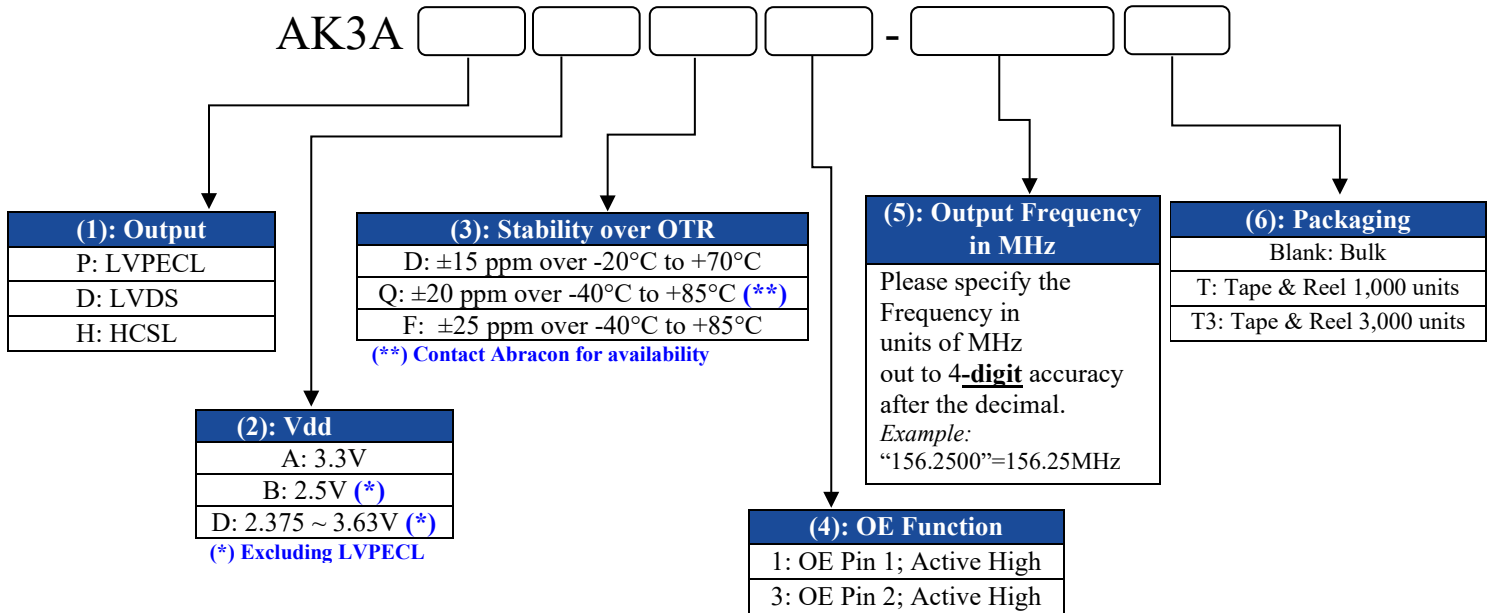 AK3A -
(1): Output
P: LVPECL
D: LVDS
H: HCSL
(2): Vdd
A: 3.3V
B: 2.5V (*)
D: 2.375 ~ 3.63V (*)
(*) Excluding LVPECL
(3): Stability over OTR
D: ±15 ppm over -20°C to +70°C
Q: ±20 ppm over -40°C to +85°C (**)
F: ±25 ppm over -40°C to +85°C
(**) Contact Abracon for availability
(4): OE Function
1: OE Pin 1; Active High
3: OE Pin 2; Active High
(5): Output Frequency
in MHz
Please specify the
Frequency in
units of MHz
out to 4-digit accuracy
after the decimal.
Example:
“156.2500”=156.25MHz
(6): Packaging
Blank: Bulk
T: Tape & Reel 1,000 units
T3: Tape & Reel 3,000 units